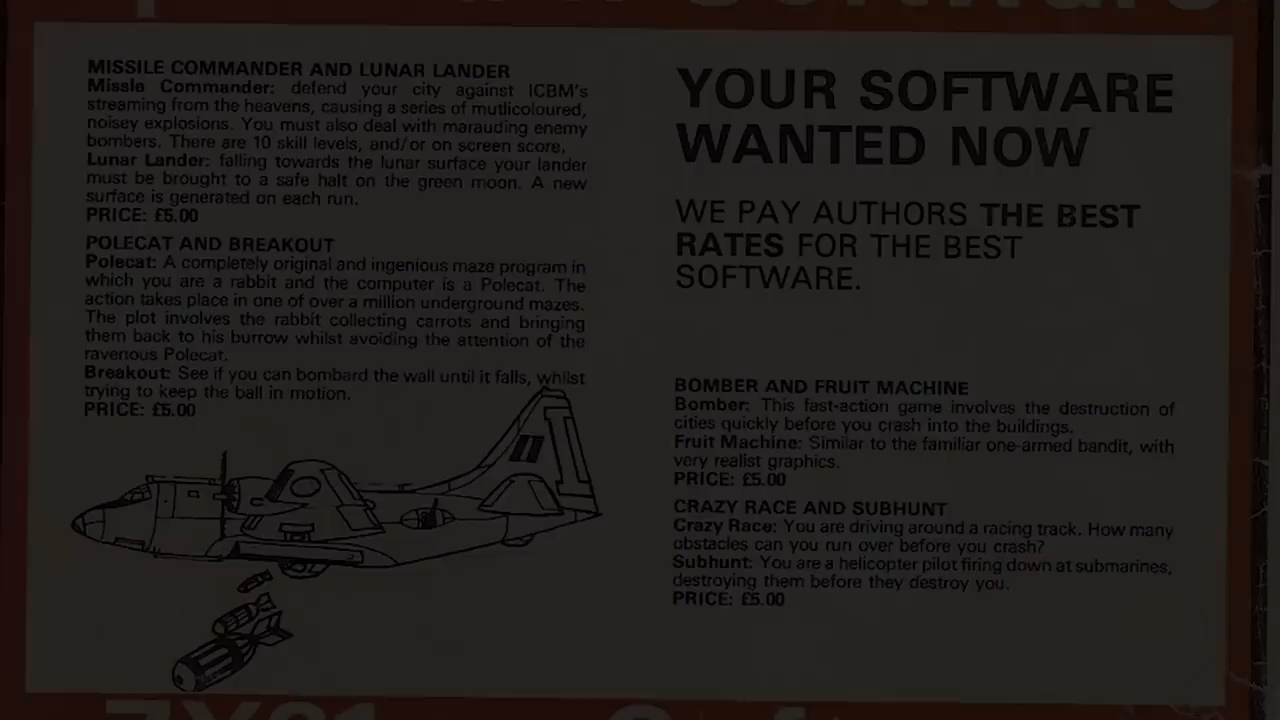 MISSILE COMMANDER AND LUNAR LANDER
Missle Commander: defend your city against ICBM's
streaming from the heavens, causing a series of mutlicoloured,
noisey explosions. You must also deal with marauding enemy
bombers. There are 10 skill levels, and/or on screen score.
Lunar Lander: falling towards the lunar surface your lander
must be brought to a safe halt on the green moon. A new
surface is generated on each run.
PRICE: £5.00
POLECAT AND BREAKOUT
Polecat: A completely original and ingenious maze program in
which you are a rabbit and the computer is a Polecat. The
action takes place in one of over a million underground mazes.
The plot involves the rabbit collecting carrots and bringing
them back to his burrow whilst avoiding the attention of the
ravenous Polecat.
Breakout: See if you can bombard the wall until it falls, whilst
trying to keep the ball in motion.
PRICE: £5.00
YOUR SOFTWARE
WANTED NOW
WE PAY AUTHORS THE BEST
RATES FOR THE BEST
SOFTWARE.
BOMBER AND FRUIT MACHINE
Bomber: This fast-action game involves the destruction of
cities quickly before you crash into the buildings.
Fruit Machine: Similar to the familiar one-armed bandit, with
very realist graphics.
PRICE: £5.00
CRAZY RACE AND SUBHUNT
Crazy Race: You are driving around a racing track. How many
obstacles can you run over before you crash?
Subhunt: You are a helicopter pilot firing down at submarines,
destroying them before they destroy you.
PRICE: £5.00